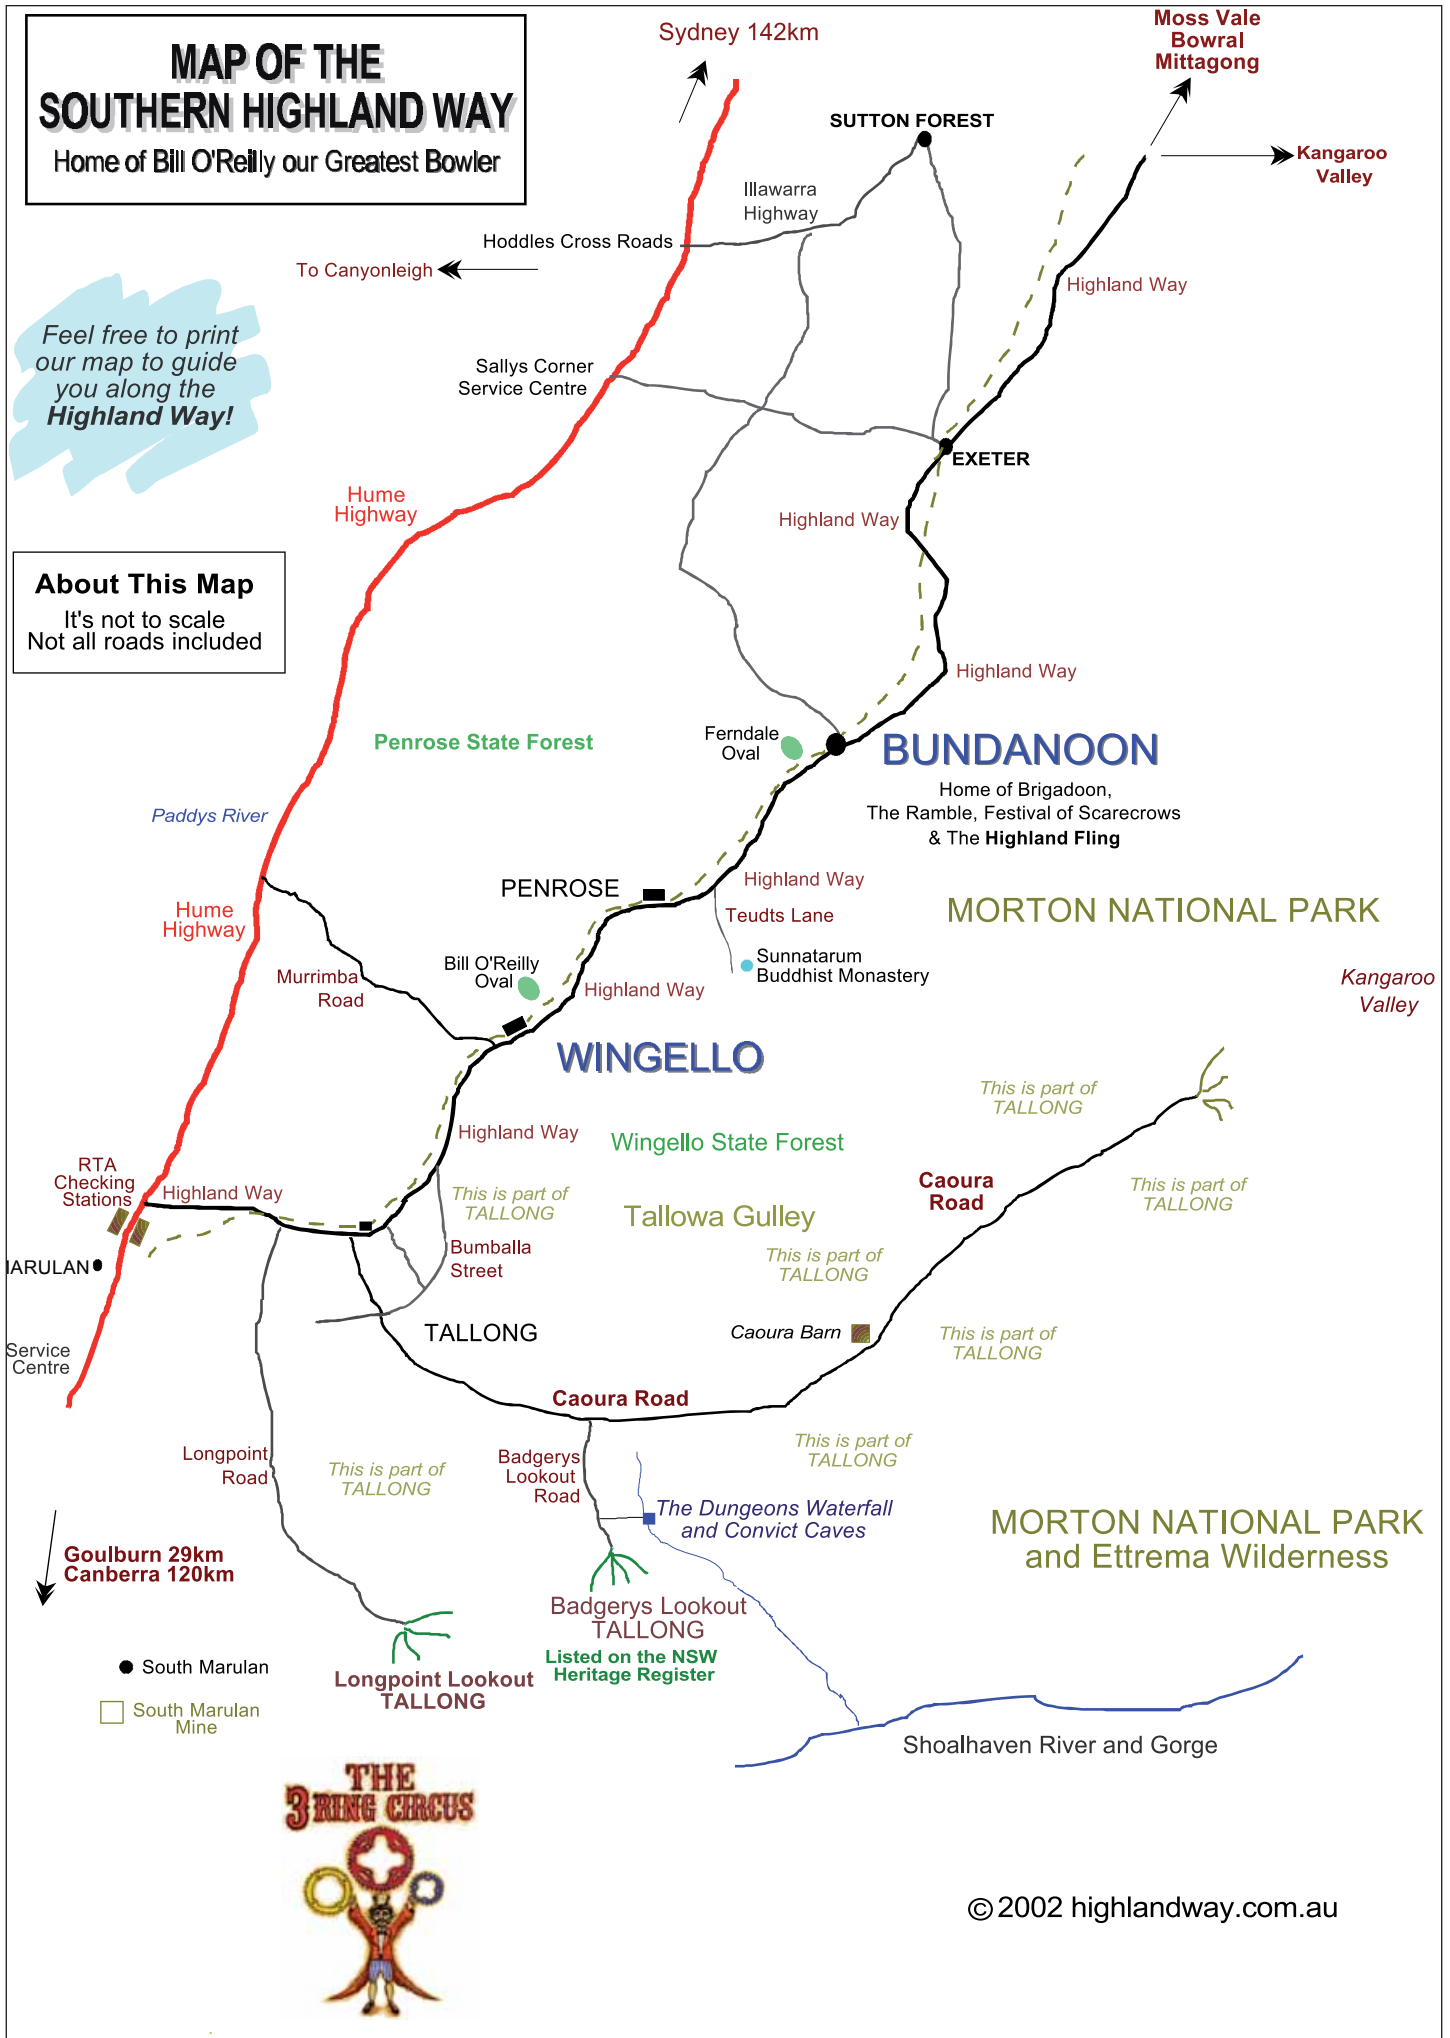 MAP OF THE
SOUTHERN HIGHLAND WAY
Home of Bill O'Reilly our Greatest Bowler
Sydney 142km
Moss Vale
Bowral
Mittagong
SUTTON FOREST
Kangaroo
Valley
Illawarra
Highway
Hoddles Cross Roads
To Canyonleigh
Highland Way
Feel free to print
our map to guide
you along the
Highland Way!
Sallys Corner
Service Centre
EXETER
Hume
Highway
Highland Way
About This Map
It's not to scale
Not all roads included
Highland Way
Penrose State Forest
Ferndale
Oval
BUNDANOON
Home of Brigadoon,
The Ramble, Festival of Scarecrows
& The Highland Fling
Paddys River
PENROSE
Highland Way
Teudts Lane
MORTON NATIONAL PARK
Hume
Highway
Sunnatarum
Buddhist Monastery
Bill O'Reilly
Oval
Murrimba
Road
Highland Way
Kangaroo
Valley
WINGELLO
This is part of
TALLONG
Highland Way
Wingello State Forest
RTA
Checking
Stations
Highland Way
This is part of
TALLONG
Caoura
Road
This is part of
TALLONG
Tallowa Gulley
Bumballa
Street
This is part of
TALLONG
IARULAN
TALLONG
Caoura Barn
This is part of
TALLONG
Service
Centre
Caoura Road
Longpoint
Road
This is part of
TALLONG
Badgerys
Lookout
Road
This is part of
TALLONG
The Dungeons Waterfall
and Convict Caves
MORTON NATIONAL PARK
and Ettrema Wilderness
Goulburn 29km
Canberra 120km
Badgerys Lookout
TALLONG
Listed on the NSW
Heritage Register
Longpoint Lookout
TALLONG
South Marulan
South Marulan
Mine
Shoalhaven River and Gorge
THE
3 RING CIRCUS
© 2002 highlandway.com.au